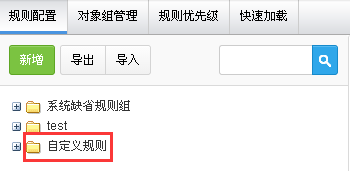 规则配置 对象组管理 规则优先级 快速加载
新增 导出 导入
系统缺省规则组
test
自定义规则